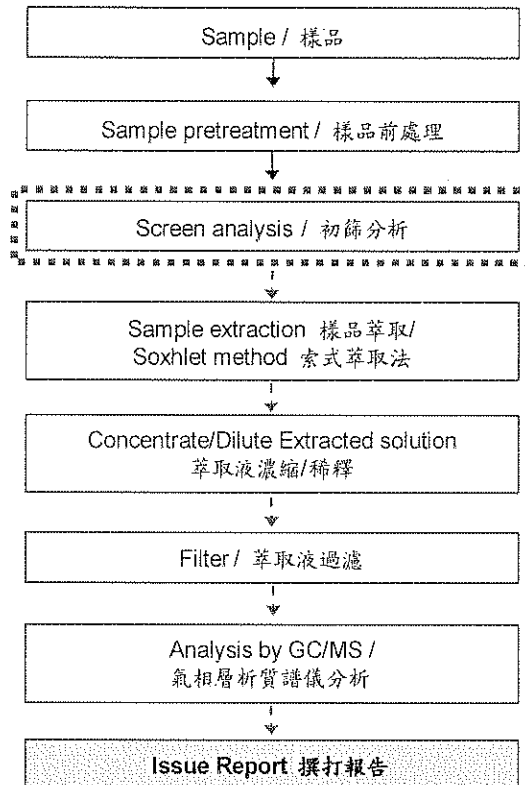 Sample / 樣品
Sample pretreatment / 樣品前處理
Screen analysis / 初篩分析
Sample extraction 樣品萃取/
Soxhlet method 索式萃取法
Concentrate/Dilute Extracted solution
萃取液濃縮/稀釋
Filter / 萃取液過濾
Analysis by GC/MS /
氣相層析質譜儀分析
Issue Report 撰打報告